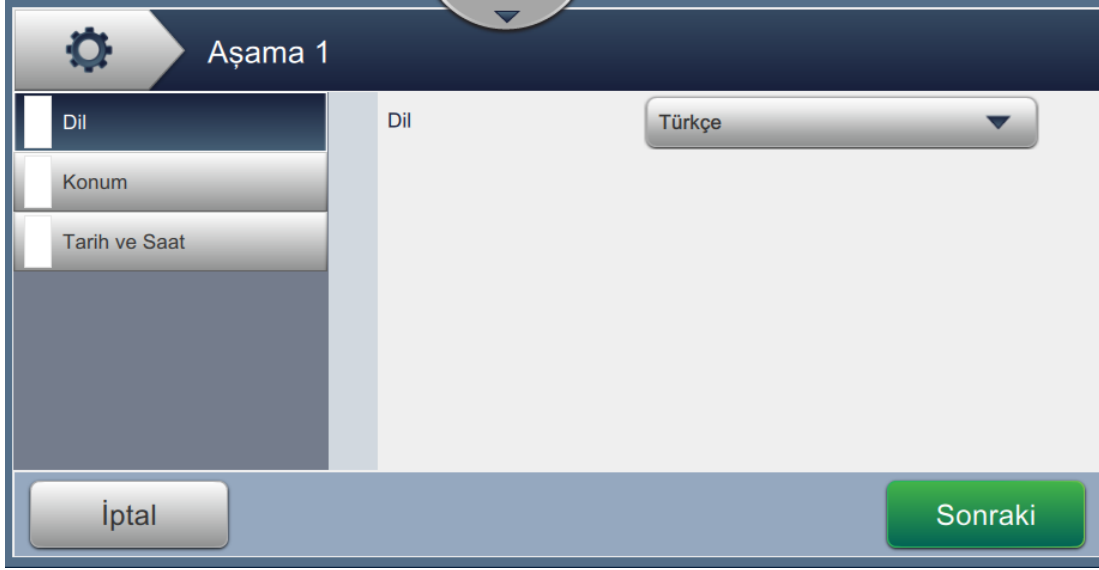 Aşama 1
Dil
Konum
Tarih ve Saat
Dil
Türkçe
İptal
Sonraki